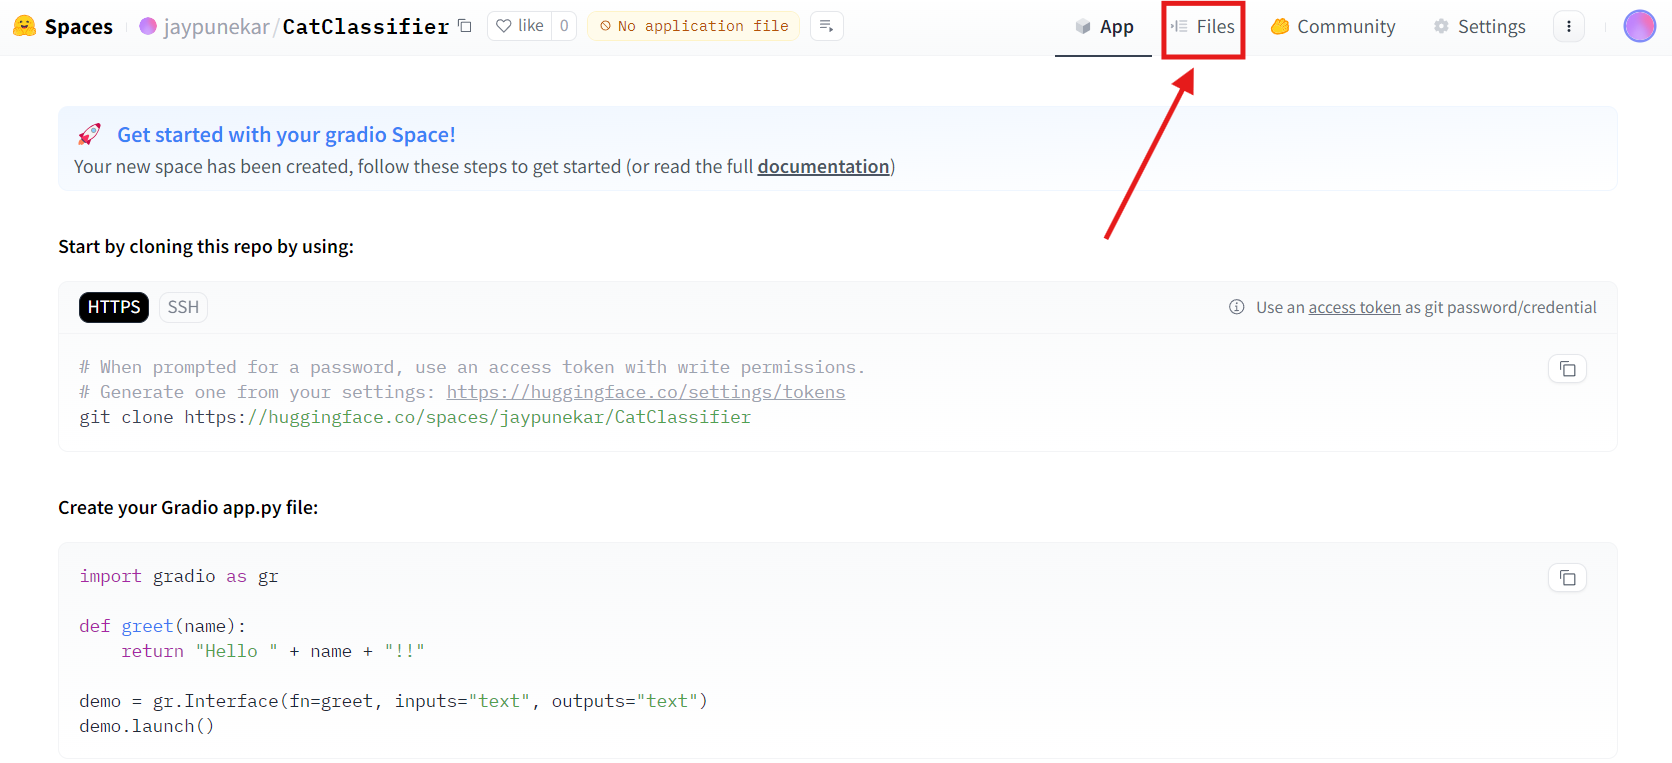 Spaces jaypunekar/CatClassifier like 0 No application file App Files Community Settings
Get started with your gradio Space!
Your new space has been created, follow these steps to get started (or read the full documentation)
Start by cloning this repo by using:
HTTPS SSH Use an access token as git password/credential
# When prompted for a password, use an access token with write permissions.
# Generate one from your settings: https://huggingface.co/settings/tokens
git clone https://huggingface.co/spaces/jaypunekar/CatClassifier
Create your Gradio app.py file:
import gradio as gr
def greet(name):
    return "Hello " + name + "!!"
demo = gr.Interface(fn=greet, inputs="text", outputs="text")
demo.launch()